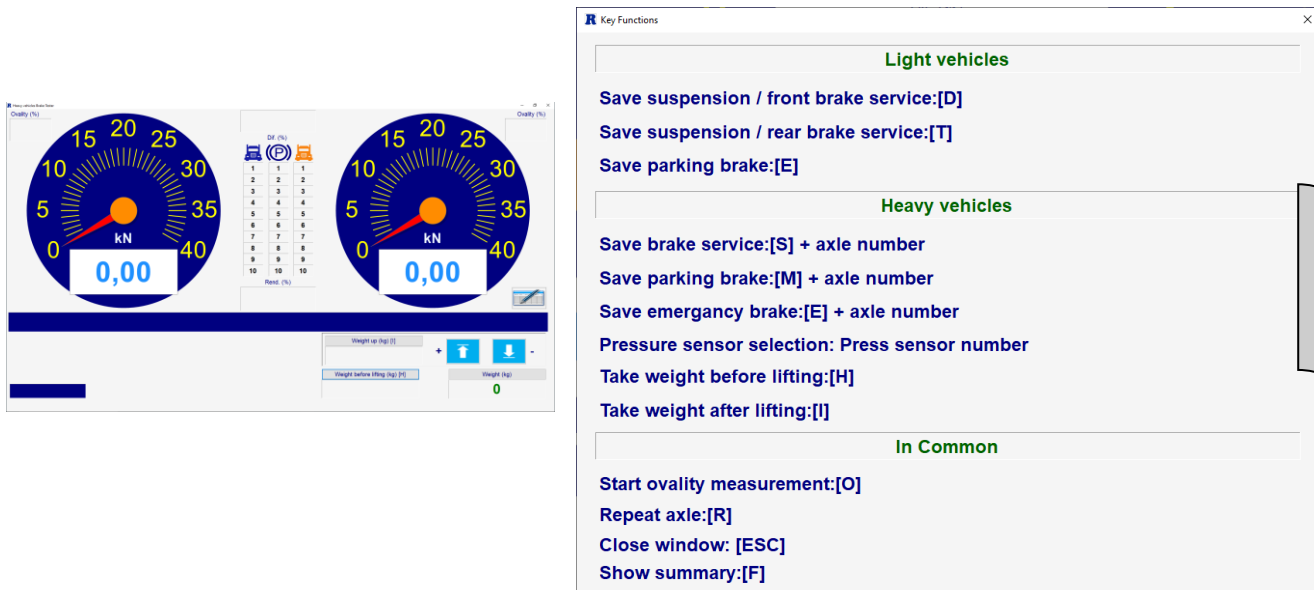 Heavy vehicles Brake Tester
Ovality (%)
0 5 10 15 20 25 30 35 40
kN
0,00
Dif. (%)
P
1 1 1
2 2 2
3 3 3
4 4 4
5 5 5
6 6 6
7 7 7
8 8 8
9 9 9
10 10 10
Rend. (%)
Ovality (%)
0 5 10 15 20 25 30 35 40
kN
0,00
Weight up (kg) [I]
+
-
Weight before lifting (kg) [H]
Weight (kg)
0
R Key Functions
Light vehicles
Save suspension / front brake service:[D]
Save suspension / rear brake service:[T]
Save parking brake:[E]
Heavy vehicles
Save brake service:[S] + axle number
Save parking brake:[M] + axle number
Save emergancy brake:[E] + axle number
Pressure sensor selection: Press sensor number
Take weight before lifting:[H]
Take weight after lifting:[I]
In Common
Start ovality measurement:[O]
Repeat axle:[R]
Close window: [ESC]
Show summary:[F]